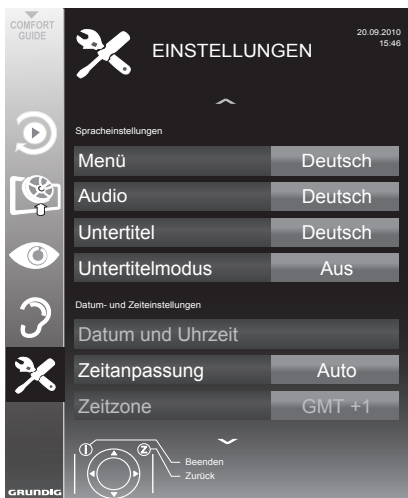 COMFORT
GUIDE
EINSTELLUNGEN
20.09.2010
15:46
Spracheinstellungen
Menü Deutsch
Audio Deutsch
Untertitel Deutsch
Untertitelmodus Aus
Datum- und Zeiteinstellungen
Datum und Uhrzeit
Zeitanpassung Auto
Zeitzone GMT +1
Beenden
Zurück
GRUNDIG